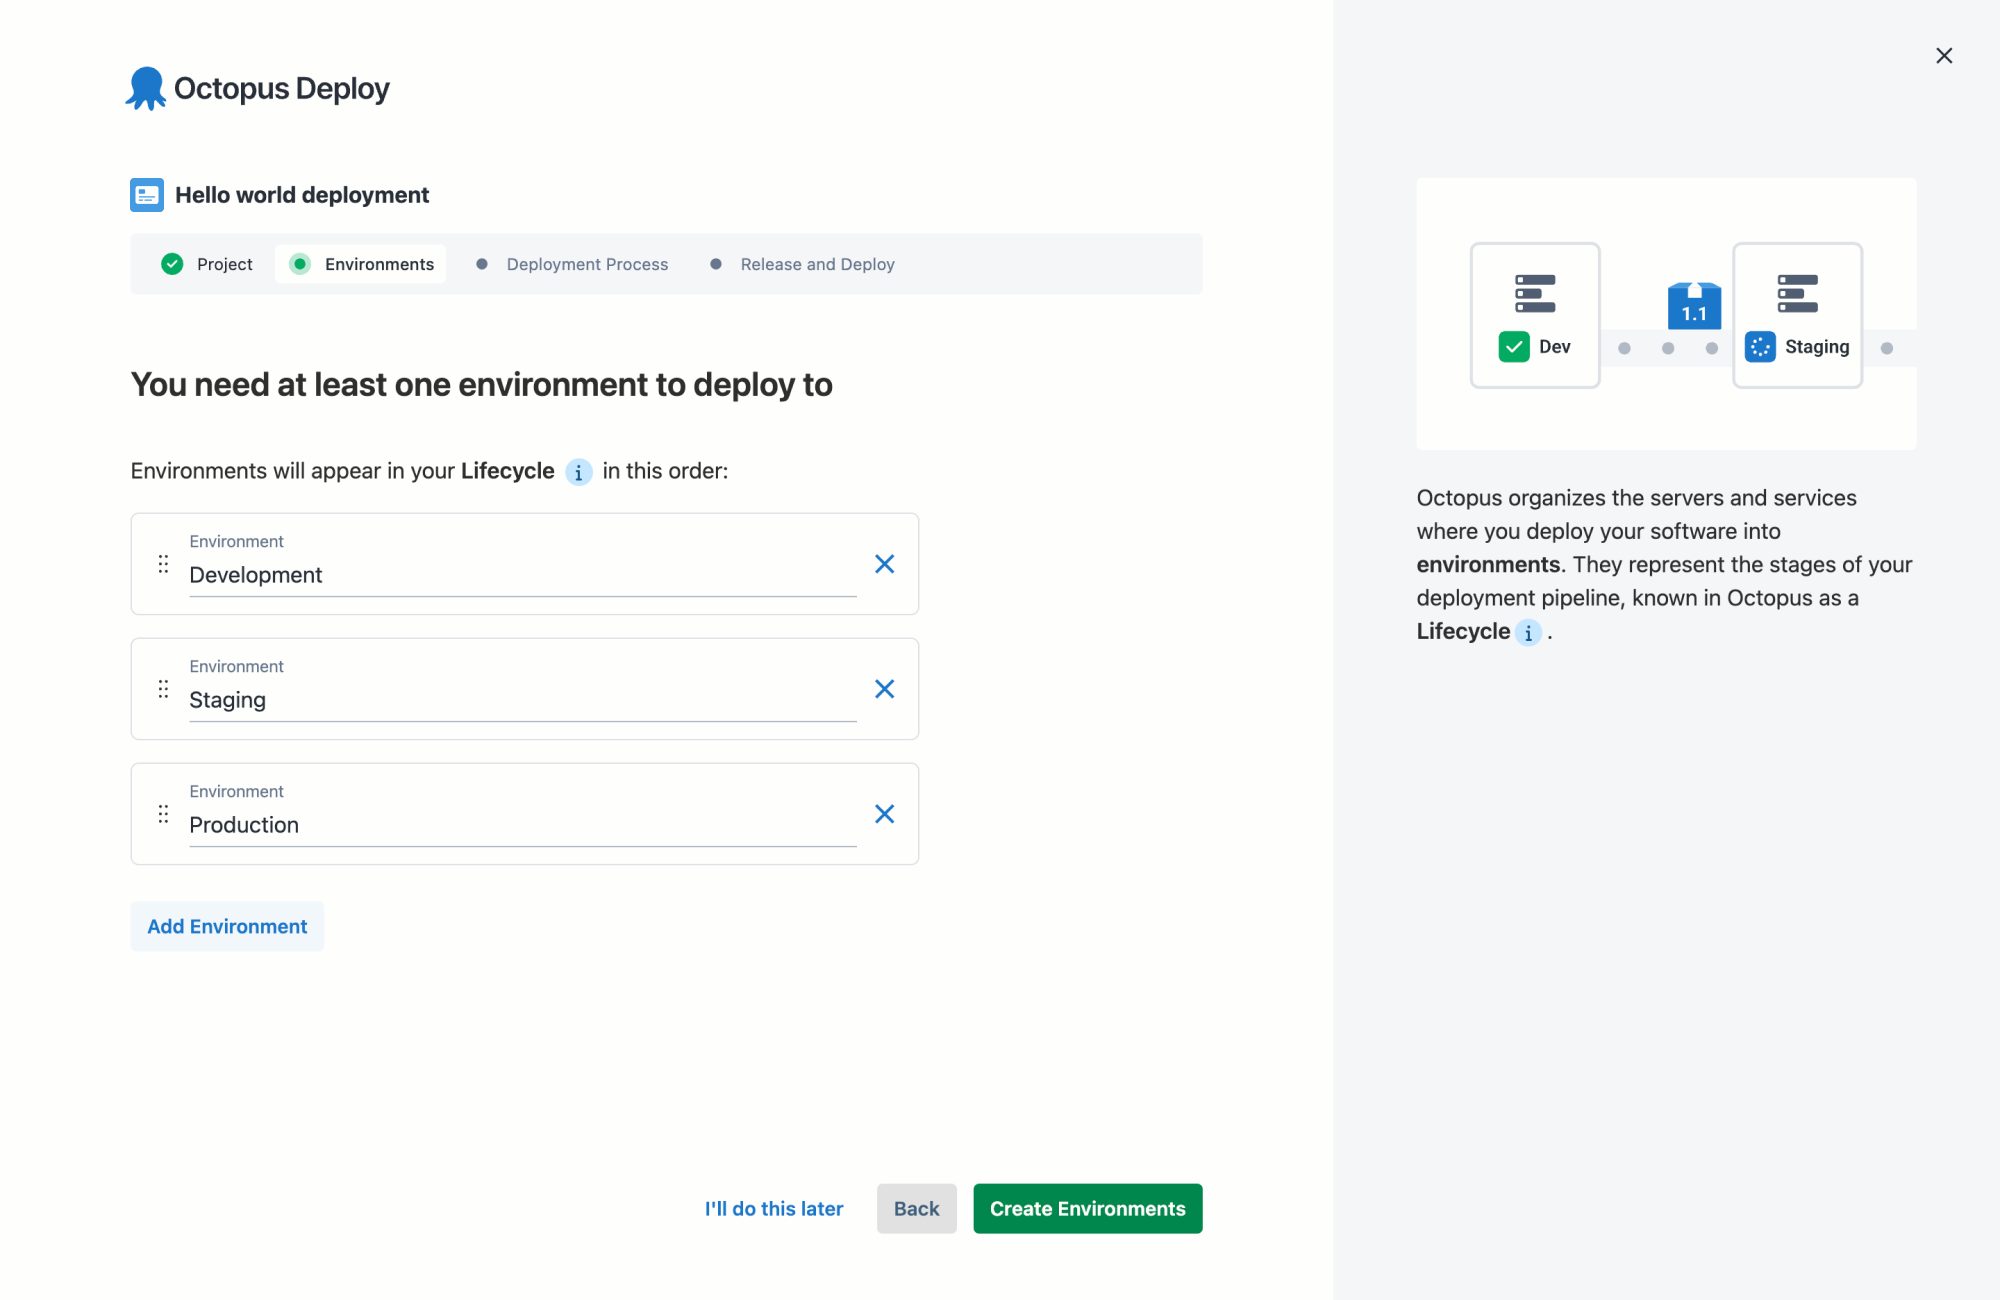 Octopus Deploy
Hello world deployment
Project
Environments
Deployment Process
Release and Deploy
You need at least one environment to deploy to
Environments will appear in your Lifecycle i in this order:
Environment
Development
Environment
Staging
Environment
Production
Add Environment
I'll do this later
Back
Create Environments
1.1
Dev
Staging
Octopus organizes the servers and services
where you deploy your software into
environments. They represent the stages of your
deployment pipeline, known in Octopus as a
Lifecycle i .